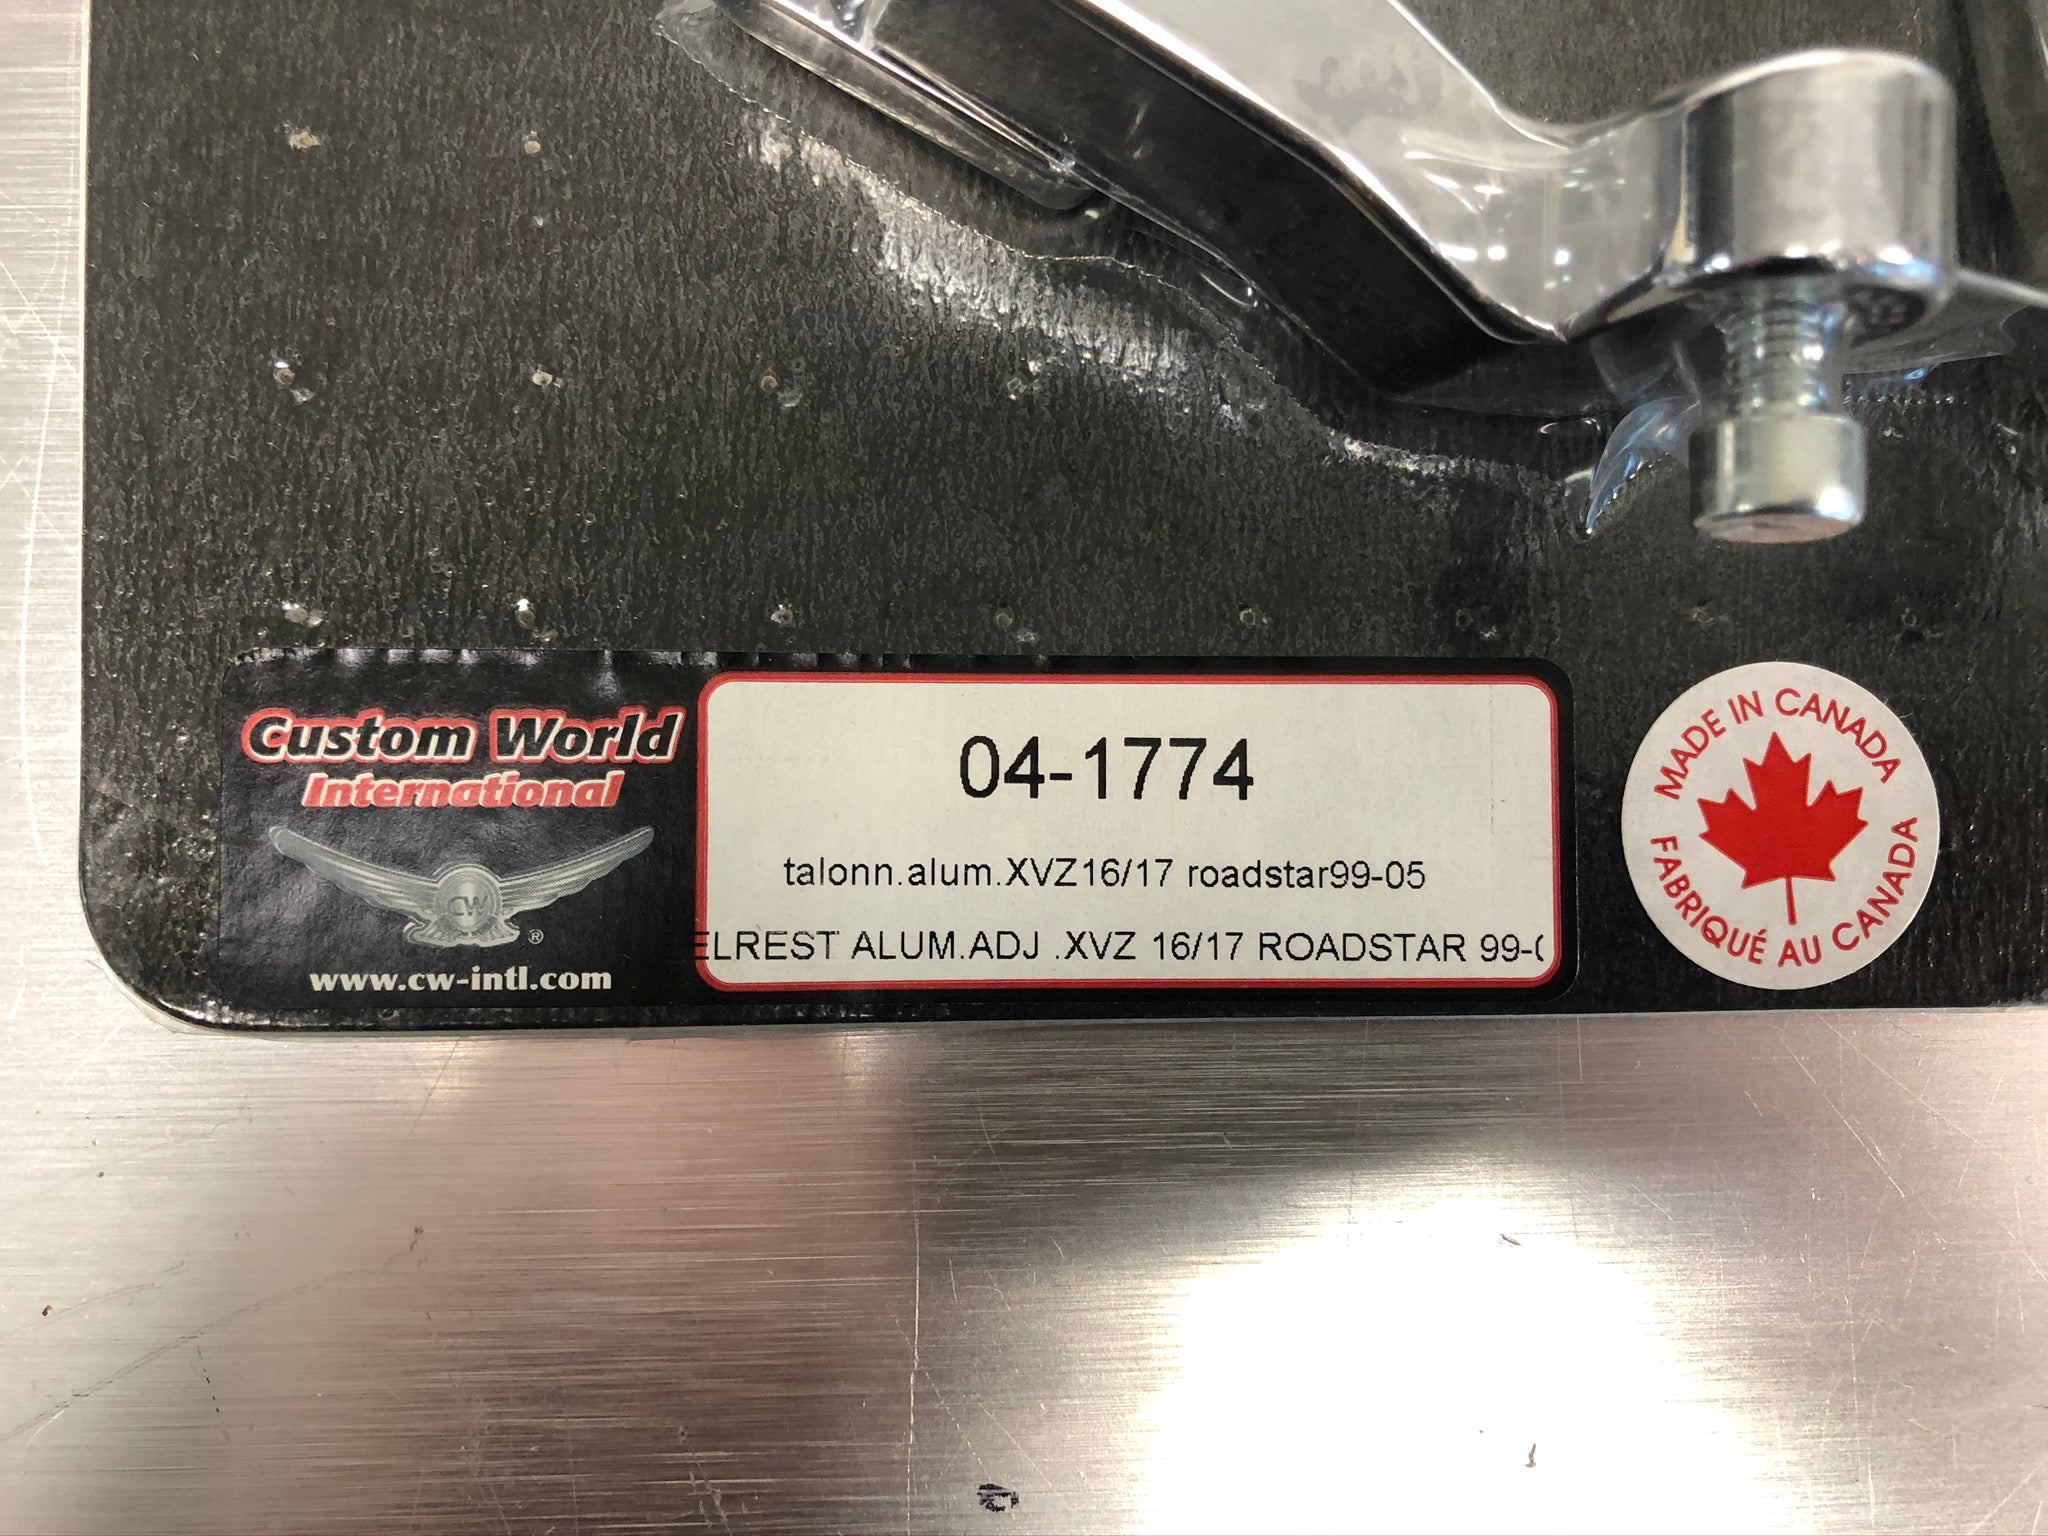 Custom World
International
CW
®
www.cw-intl.com
04-1774
talonn.alum.XVZ16/17 roadstar99-05
ELREST ALUM.ADJ .XVZ 16/17 ROADSTAR 99-
MADE IN CANADA
FABRIQUÉ AU CANADA